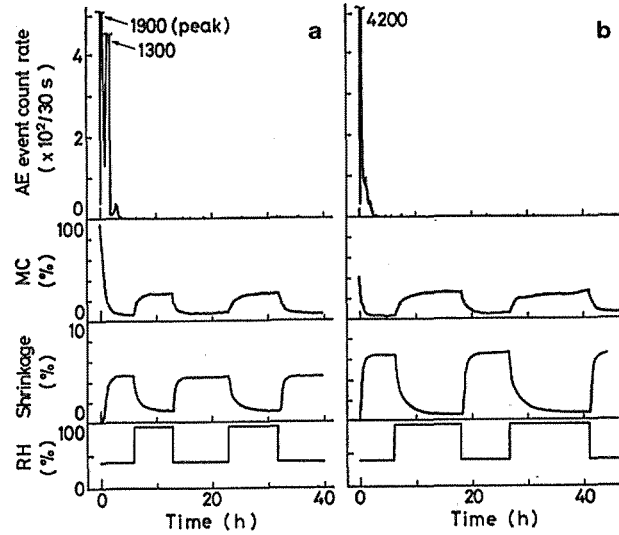 1900 (peak)
1300
a
4200
b
AE event count rate
(x 10²/30 s)
4
2
0
MC
(%)
100
0
Shrinkage
(%)
10
0
RH
(%)
100
0
0 20 40
Time (h)
0 20 40
Time (h)